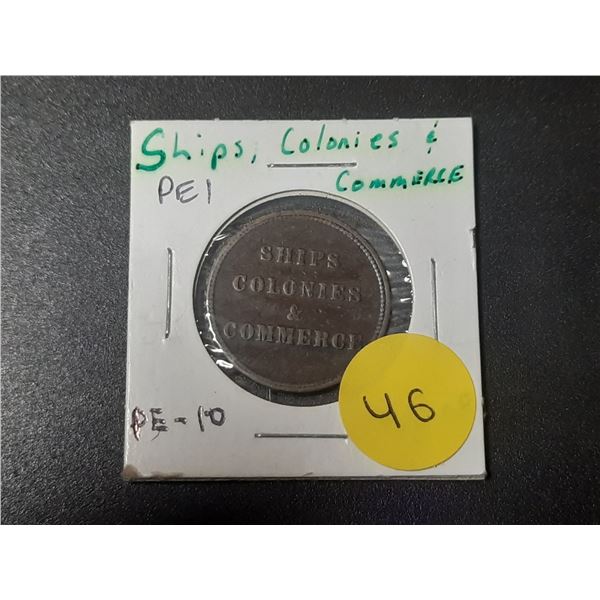 Ships, Colonies &
PEI
Commerce
SHIPS
COLONIES
&
COMMERCE
PE-10
46